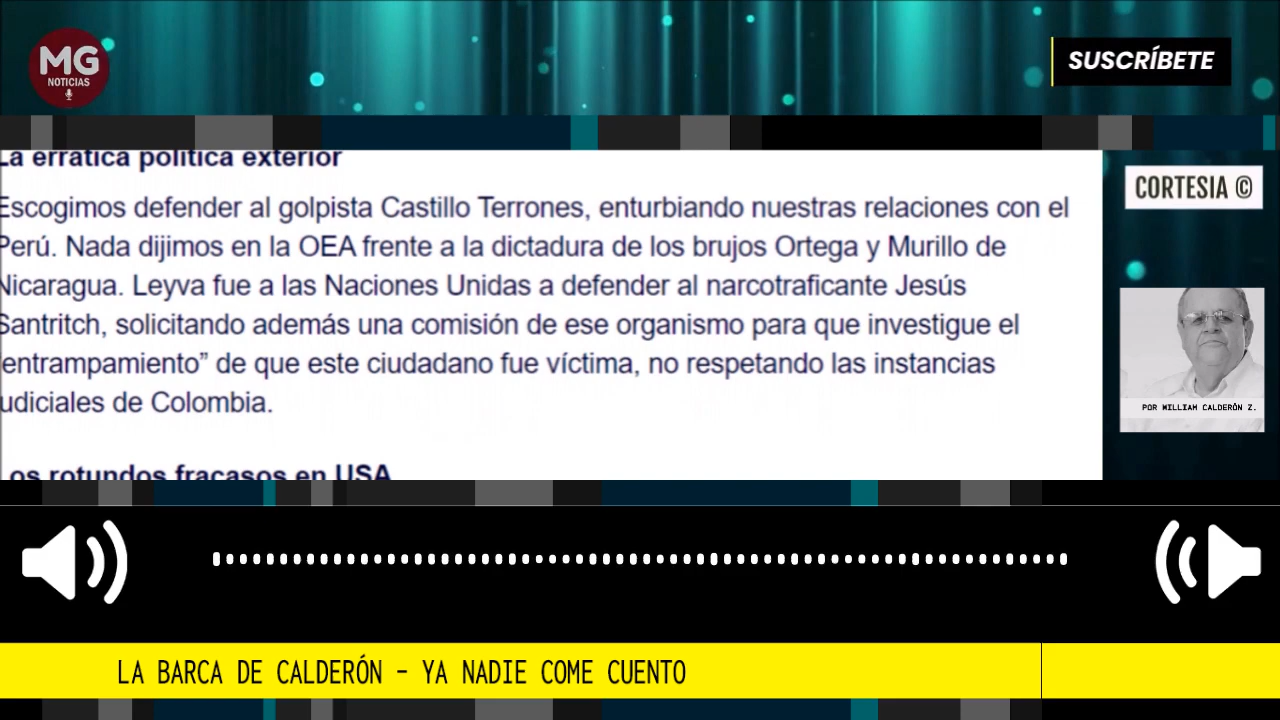 MG
NOTICIAS
SUSCRÍBETE
La errática política exterior
Escogimos defender al golpista Castillo Terrones, enturbiando nuestras relaciones con el
Perú. Nada dijimos en la OEA frente a la dictadura de los brujos Ortega y Murillo de
Nicaragua. Leyva fue a las Naciones Unidas a defender al narcotraficante Jesús
Santritch, solicitando además una comisión de ese organismo para que investigue el
entrampamiento” de que este ciudadano fue víctima, no respetando las instancias
udiciales de Colombia.
Los rotundos fracasos en USA
CORTESIA ©
POR WILLIAM CALDERÓN Z.
LA BARCA DE CALDERÓN - YA NADIE COME CUENTO